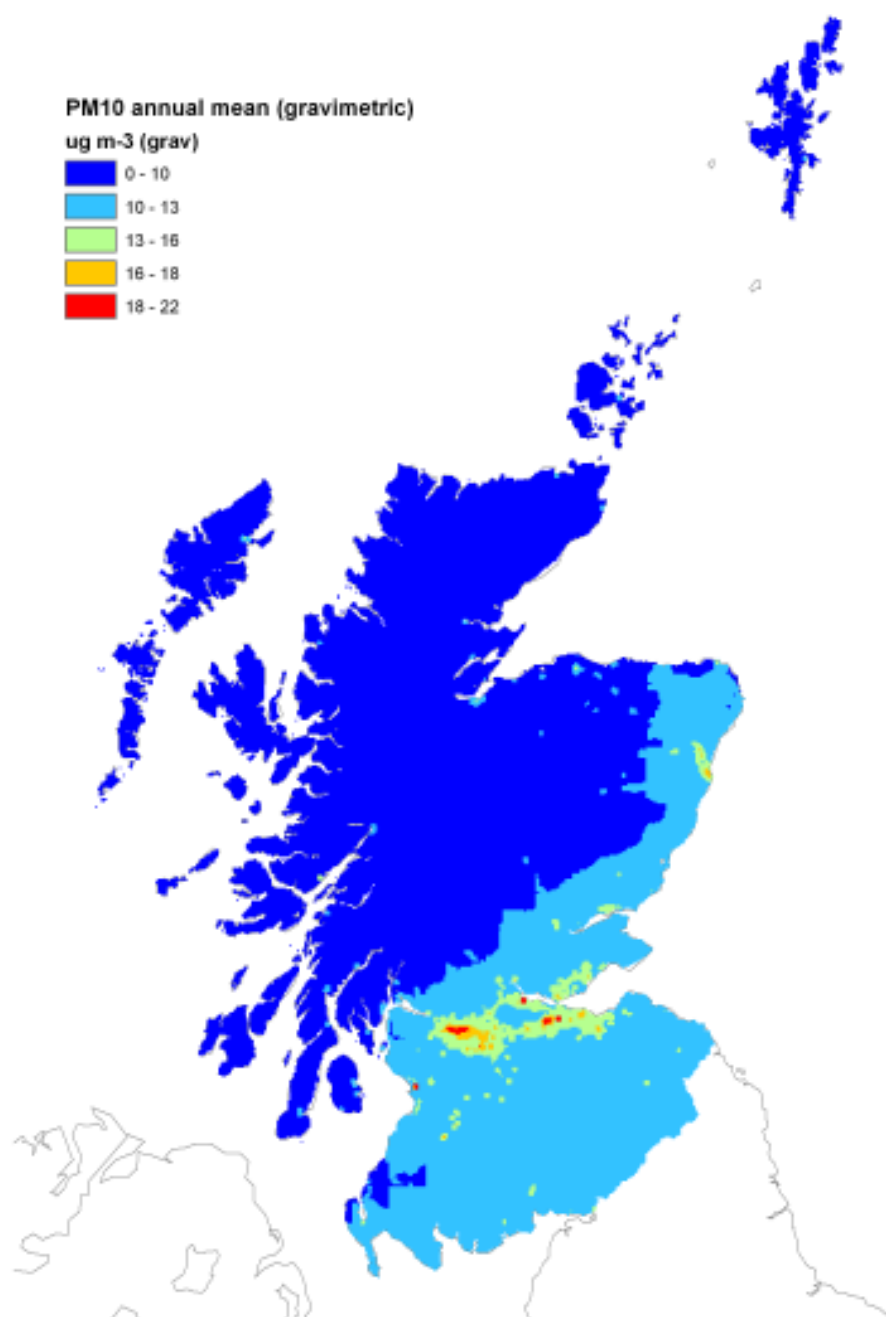 PM10 annual mean (gravimetric)
ug m-3 (grav)
0 - 10
10 - 13
13 - 16
16 - 18
18 - 22